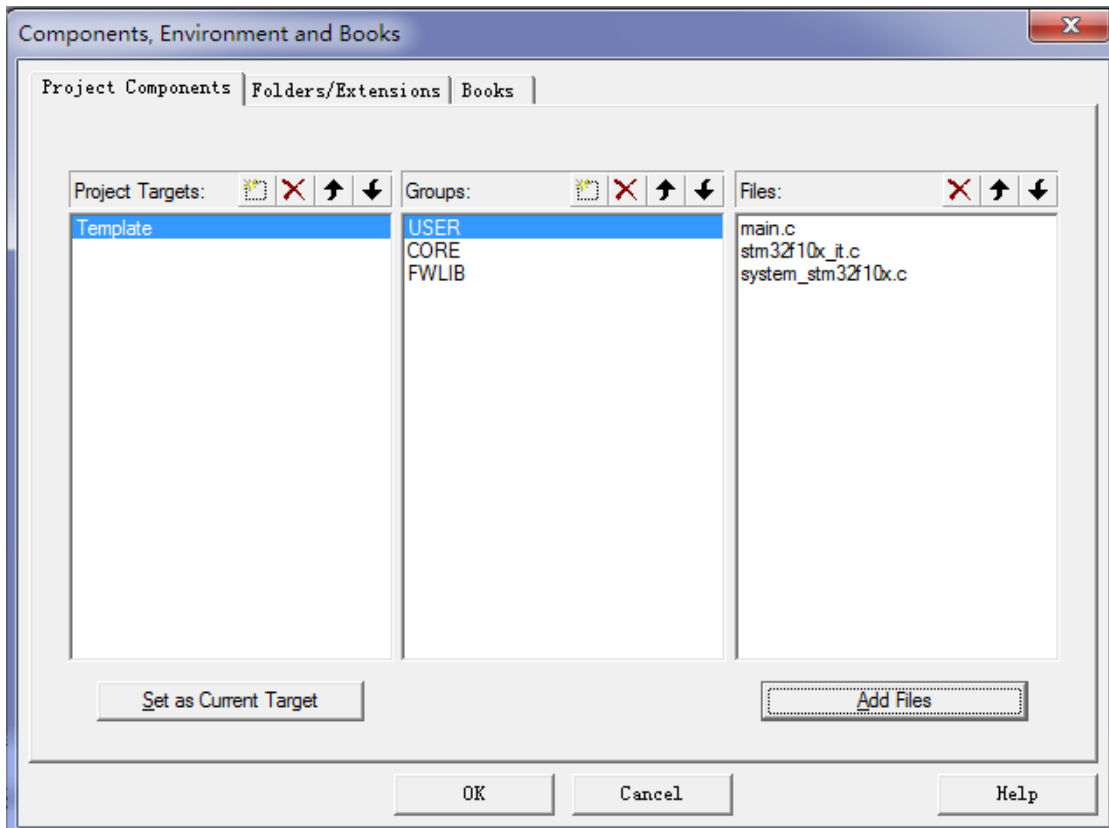 Components, Environment and Books
Project Components Folders/Extensions Books
Project Targets:
Groups:
Files:
Template
USER
CORE
FWLIB
main.c
stm32f10x_it.c
system_stm32f10x.c
Set as Current Target
Add Files
OK
Cancel
Help